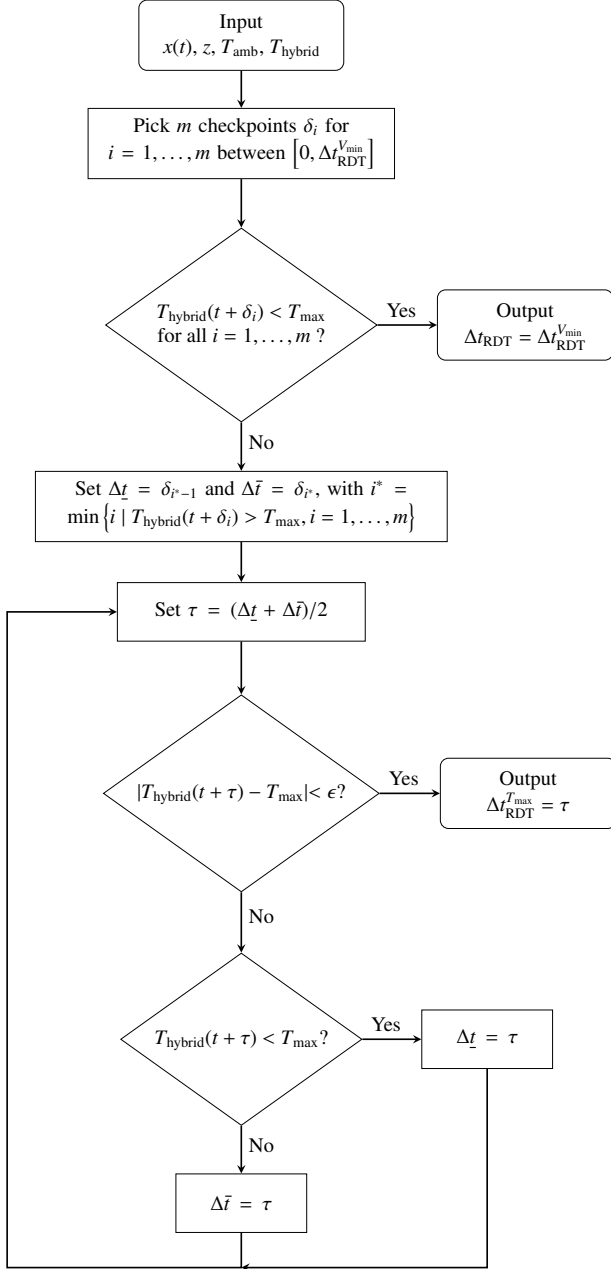 Input
x(t), z, T_amb, T_hybrid
Pick m checkpoints δ_i for
i = 1, . . . , m between [0, Δt_RDT^{V_min}]
T_hybrid(t + δ_i) < T_max
for all i = 1, . . . , m ?
Yes
Output
Δt_RDT = Δt_RDT^{V_min}
No
Set Δt̲ = δ_{i*−1} and Δt̄ = δ_{i*}, with i* =
min {i | T_hybrid(t + δ_i) > T_max, i = 1, . . . , m}
Set τ = (Δt̲ + Δt̄)/2
|T_hybrid(t + τ) − T_max| < ϵ?
Yes
Output
Δt_RDT^{T_max} = τ
No
T_hybrid(t + τ) < T_max?
Yes
Δt̲ = τ
No
Δt̄ = τ